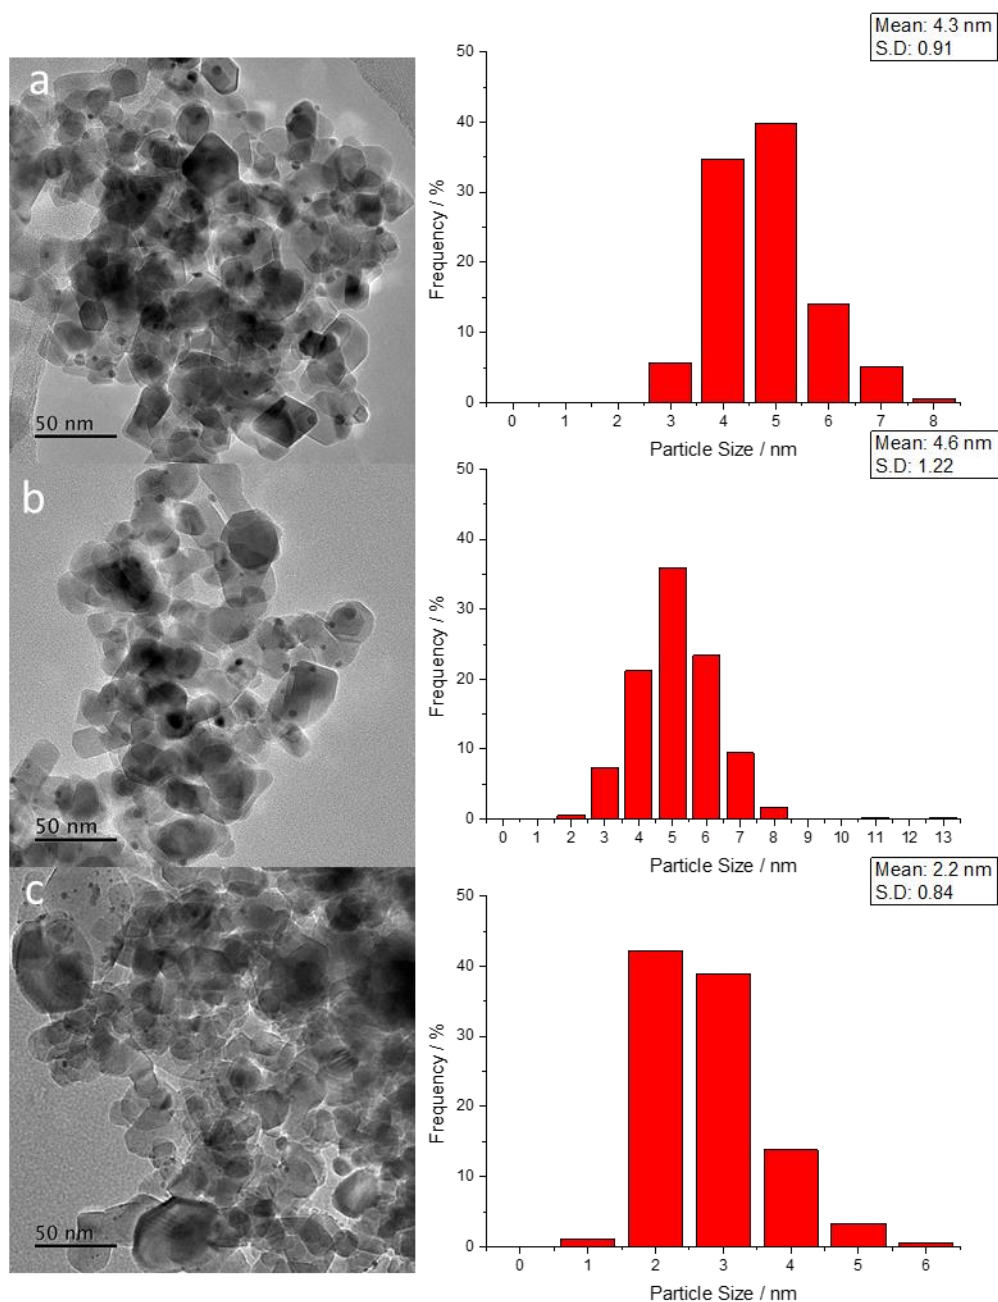 a
50 nm
Mean: 4.3 nm
S.D: 0.91
50
40
30
20
10
0
Frequency / %
0 1 2 3 4 5 6 7 8
Particle Size / nm
b
50 nm
Mean: 4.6 nm
S.D: 1.22
50
40
30
20
10
0
Frequency / %
0 1 2 3 4 5 6 7 8 9 10 11 12 13
Particle Size / nm
c
50 nm
Mean: 2.2 nm
S.D: 0.84
50
40
30
20
10
0
Frequency / %
0 1 2 3 4 5 6
Particle Size / nm